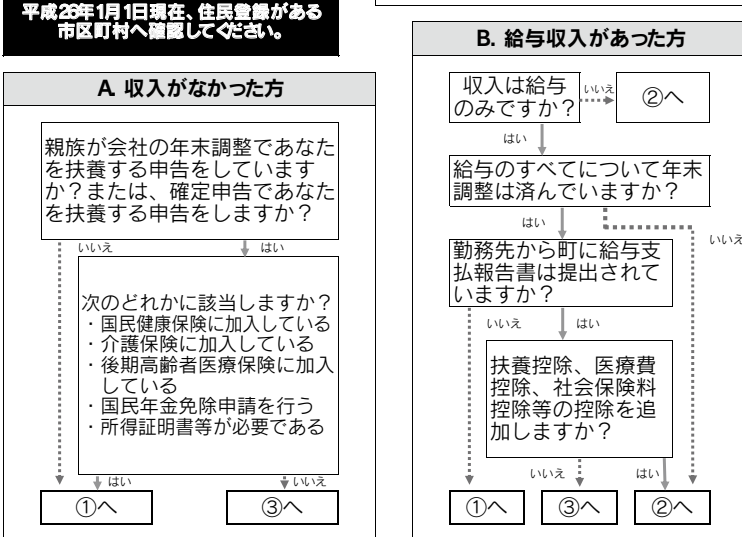 平成26年1月1日現在、住民登録がある
市区町村へ確認してください。
A. 収入がなかった方
親族が会社の年末調整であなた
を扶養する申告をしています
か？または、確定申告であなた
を扶養する申告をしますか？
いいえ
はい
次のどれかに該当しますか？
・国民健康保険に加入している
・介護保険に加入している
・後期高齢者医療保険に加入
している
・国民年金免除申請を行う
・所得証明書等が必要である
はい
いいえ
①へ
③へ
B. 給与収入があった方
収入は給与
のみですか？
いいえ
②へ
はい
給与のすべてについて年末
調整は済んでいますか？
はい
いいえ
勤務先から町に給与支
払報告書は提出されて
いますか？
いいえ
はい
扶養控除、医療費
控除、社会保険料
控除等の控除を追
加しますか？
いいえ
はい
①へ
③へ
②へ